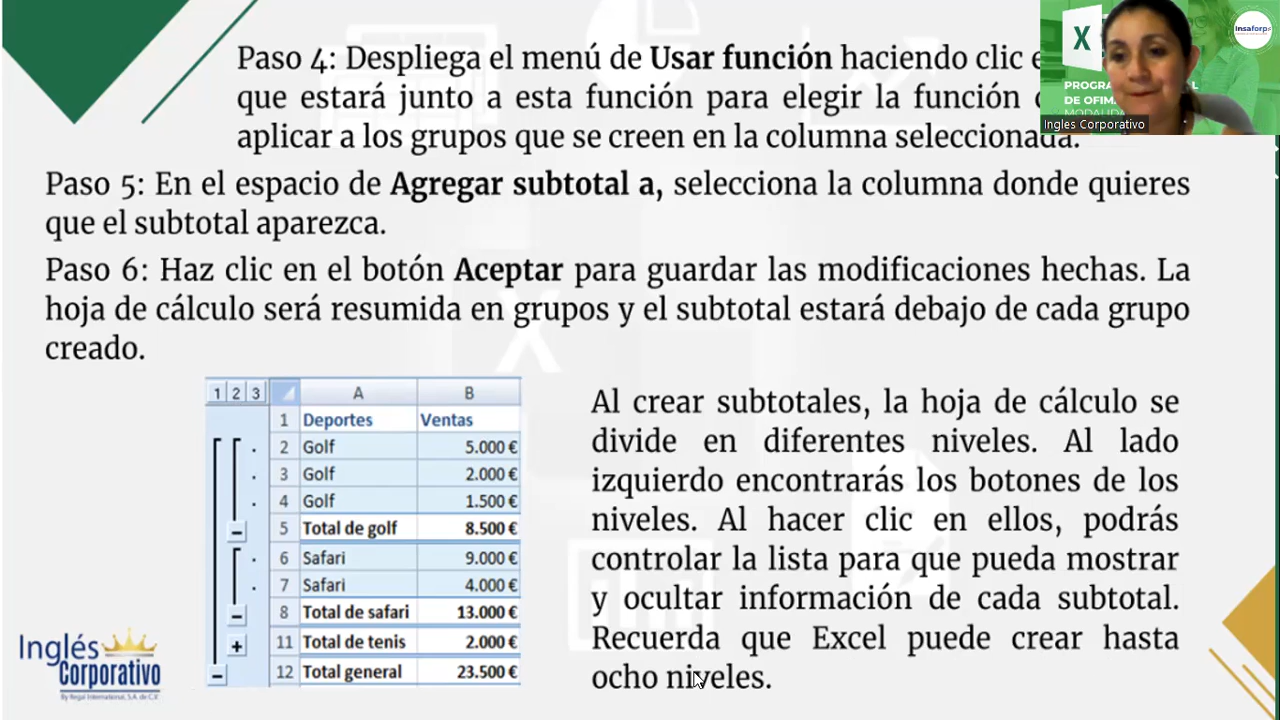 Paso 4: Despliega el menú de Usar función haciendo clic
que estará junto a esta función para elegir la función
aplicar a los grupos que se creen en la columna seleccionada.
Paso 5: En el espacio de Agregar subtotal a, selecciona la columna donde quieres
que el subtotal aparezca.
Paso 6: Haz clic en el botón Aceptar para guardar las modificaciones hechas. La
hoja de cálculo será resumida en grupos y el subtotal estará debajo de cada grupo
creado.
1 2 3 A B
1 Deportes Ventas
2 Golf 5.000 €
3 Golf 2.000 €
4 Golf 1.500 €
5 Total de golf 8.500 €
6 Safari 9.000 €
7 Safari 4.000 €
8 Total de safari 13.000 €
11 Total de tenis 2.000 €
12 Total general 23.500 €
Al crear subtotales, la hoja de cálculo se
divide en diferentes niveles. Al lado
izquierdo encontrarás los botones de los
niveles. Al hacer clic en ellos, podrás
controlar la lista para que pueda mostrar
y ocultar información de cada subtotal.
Recuerda que Excel puede crear hasta
ocho niveles.
Inglés
Corporativo
By Regal International, S.A. de C.V.
X
Insaforp
DE
Ingles Corporativo